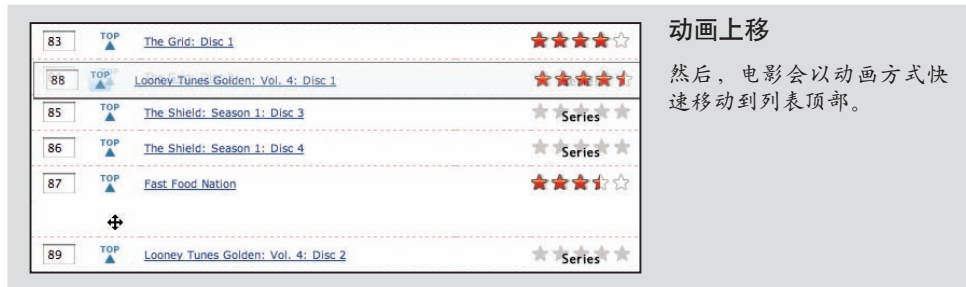 83 TOP The Grid: Disc 1
88 TOP Looney Tunes Golden: Vol. 4: Disc 1
85 TOP The Shield: Season 1: Disc 3 Series
86 TOP The Shield: Season 1: Disc 4 Series
87 TOP Fast Food Nation
89 TOP Looney Tunes Golden: Vol. 4: Disc 2 Series
动画上移
然后，电影会以动画方式快
速移动到列表顶部。